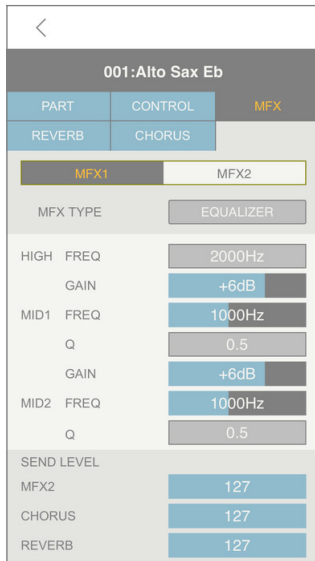 001:Alto Sax Eb
PART CONTROL MFX
REVERB CHORUS
MFX1 MFX2
MFX TYPE EQUALIZER
HIGH FREQ 2000Hz
GAIN +6dB
MID1 FREQ 1000Hz
Q 0.5
GAIN +6dB
MID2 FREQ 1000Hz
Q 0.5
SEND LEVEL
MFX2 127
CHORUS 127
REVERB 127